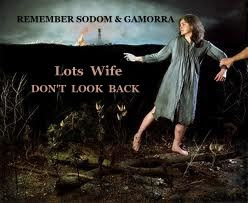 REMEMBER SODOM & GAMORRA
Lots Wife
DON'T LOOK BACK